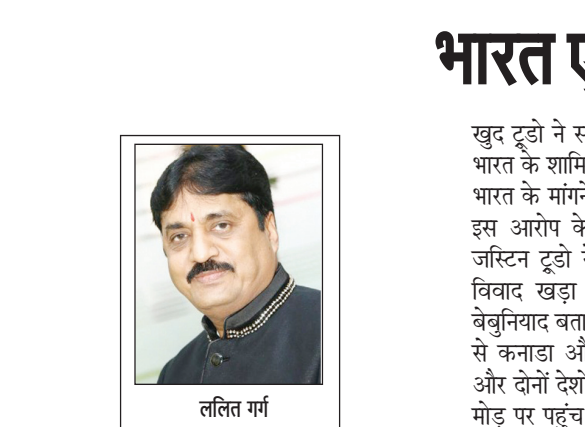 भारत
ललित गर्ग
खुद ट्रूडो ने
भारत के शामि
भारत के मांगने
इस आरोप के
जस्टिन ट्रूडो
विवाद खड़ा
बेबुनियाद बता
से कनाडा औ
और दोनों देशों
मोड़ पर पहुंच